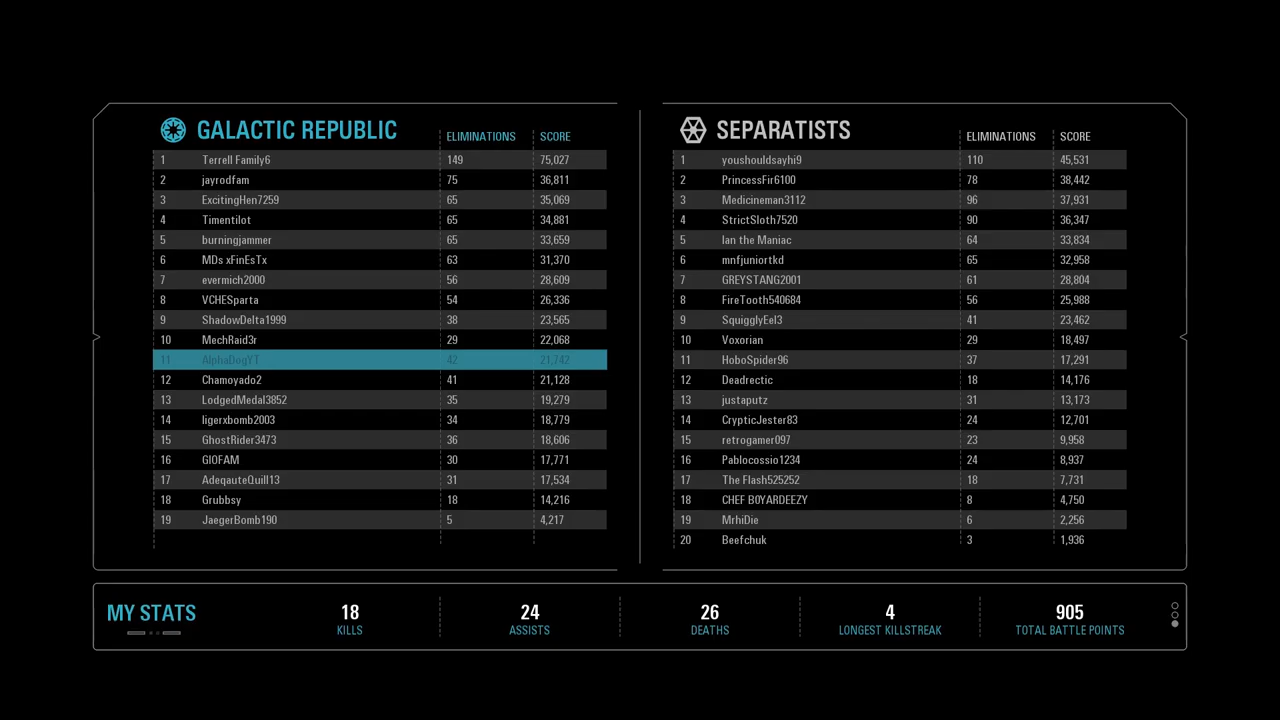 GALACTIC REPUBLIC ELIMINATIONS SCORE
1 Terrell Family6 149 75,027
2 jayrodfam 75 36,811
3 ExcitingHen7259 65 35,069
4 Timentilot 65 34,881
5 burningjammer 65 33,659
6 MDs xFinEsTx 63 31,370
7 evermich2000 56 28,609
8 VCHESparta 54 26,336
9 ShadowDelta1999 38 23,565
10 MechRaid3r 29 22,068
11 AlphaDogYT 42 21,742
12 Chamoyado2 41 21,128
13 LodgedMedal3852 35 19,279
14 ligerxbomb2003 34 18,779
15 GhostRider3473 36 18,606
16 GIOFAM 30 17,771
17 AdeqauteQuill13 31 17,534
18 Grubbsy 18 14,216
19 JaegerBomb190 5 4,217
SEPARATISTS ELIMINATIONS SCORE
1 youshouldsayhi9 110 45,531
2 PrincessFir6100 78 38,442
3 Medicineman3112 96 37,931
4 StrictSloth7520 90 36,347
5 Ian the Maniac 64 33,834
6 mnfjuniortkd 65 32,958
7 GREYSTANG2001 61 28,804
8 FireTooth540684 56 25,988
9 SquigglyEel3 41 23,462
10 Voxorian 29 18,497
11 HoboSpider96 37 17,291
12 Deadrectic 18 14,176
13 justaputz 31 13,173
14 CrypticJester83 24 12,701
15 retrogamer097 23 9,958
16 Pablocossio1234 24 8,937
17 The Flash525252 18 7,731
18 CHEF B0YARDEEZY 8 4,750
19 MrhiDie 6 2,256
20 Beefchuk 3 1,936
MY STATS
18 24 26 4 905
KILLS ASSISTS DEATHS LONGEST KILLSTREAK TOTAL BATTLE POINTS